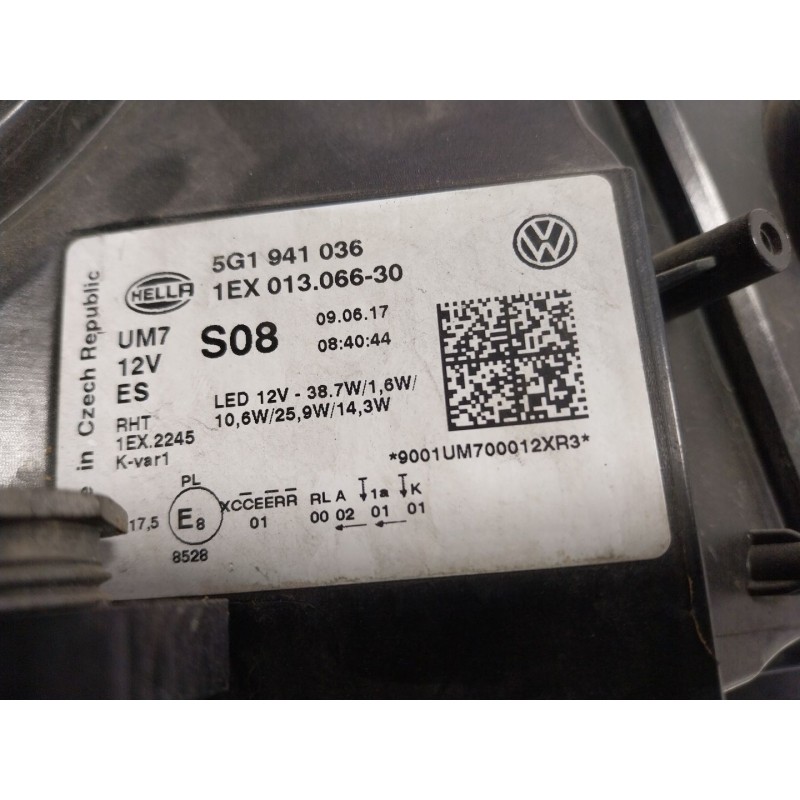 HELLA
5G1 941 036
1EX 013.066-30
in Czech Republic
UM7
12V
ES
S08
09.06.17
08:40:44
LED 12V - 38.7W/1,6W/
10,6W/25,9W/14,3W
RHT
1EX.2245
K-var1
*9001UM700012XR3*
PL
17,5 E8 XCCEERR RL A 1a K
01 00 02 01 01
8528